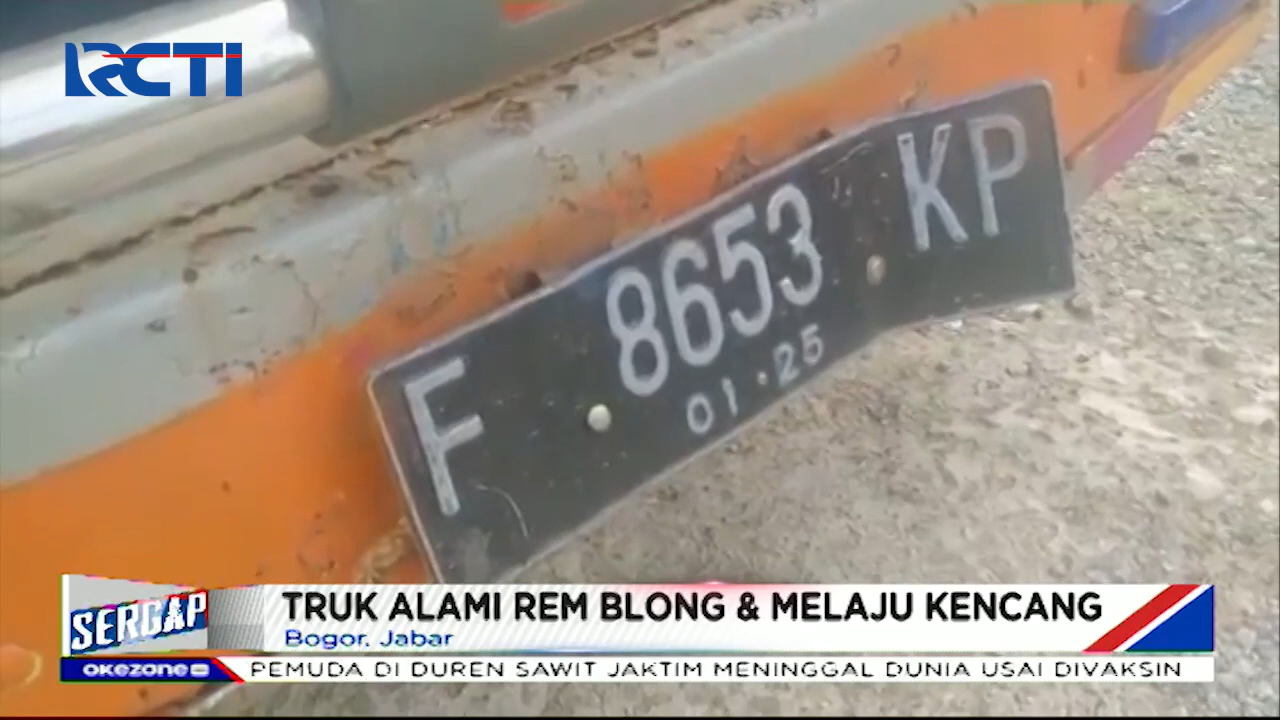 RCTI
F 8653 KP
01·25
SERGAP
TRUK ALAMI REM BLONG & MELAJU KENCANG
Bogor, Jabar
OKEZONE
PEMUDA DI DUREN SAWIT JAKTIM MENINGGAL DUNIA USAI DIVAKSIN